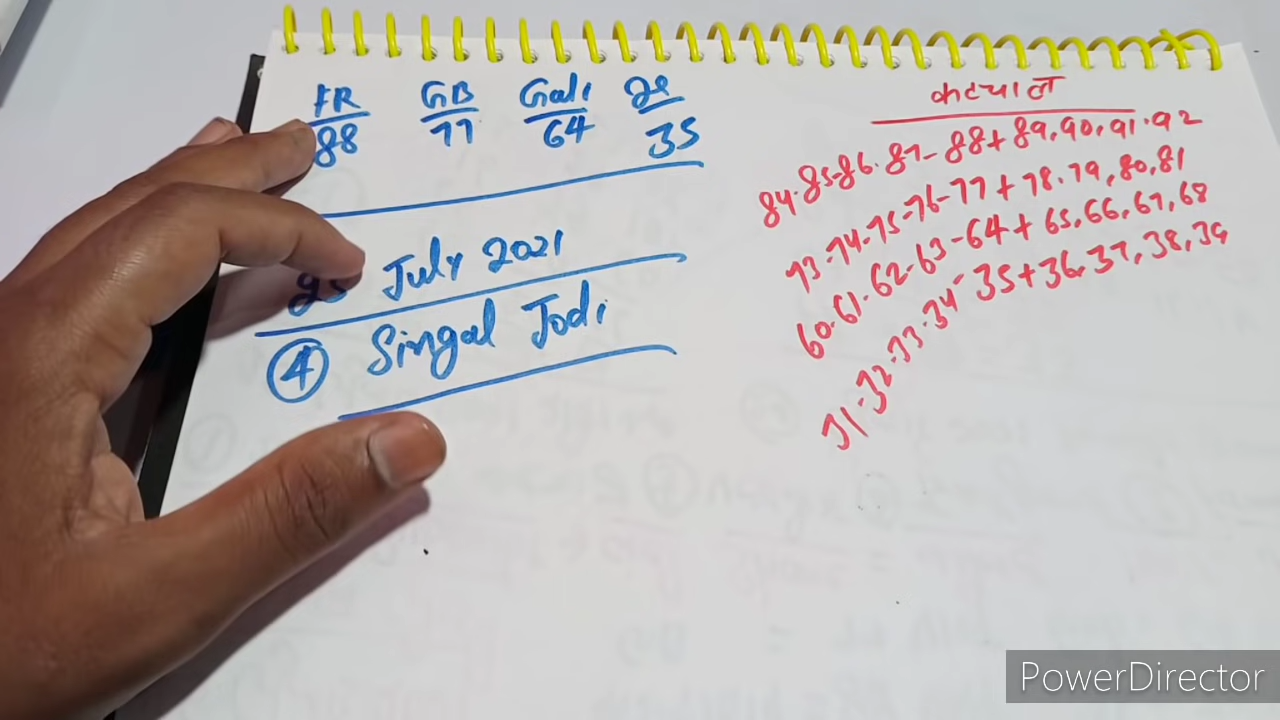 FR GB Gali DS
88 77 64 35
25 July 2021
4 Singal Jodi
कटचाल
84-85-86-87-88+89,90,91,92
73-74-75-76-77+78,79,80,81
60-61-62-63-64+65,66,67,68
31-32-33-34-35+36,37,38,39
PowerDirector